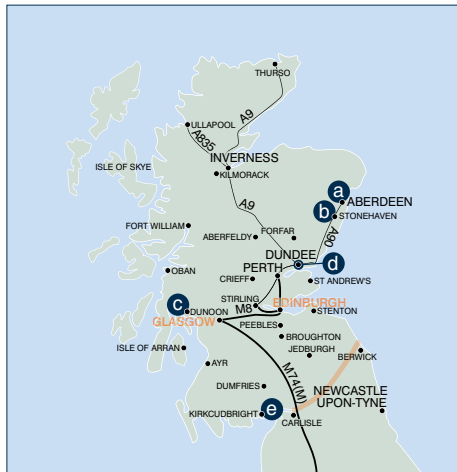 THURSO
A9
ULLAPOOL
A835
INVERNESS
ISLE OF SKYE
KILMORACK
a
ABERDEEN
b
STONEHAVEN
A9
FORT WILLIAM
FORFAR
ABERFELDY
A90
DUNDEE
d
PERTH
OBAN
CRIEFF
ST ANDREW'S
STIRLING
EDINBURGH
c
DUNOON
M8
STENTON
GLASGOW
PEEBLES
BROUGHTON
ISLE OF ARRAN
JEDBURGH
BERWICK
AYR
M74(M)
DUMFRIES
NEWCASTLE
UPON-TYNE
KIRKCUDBRIGHT
e
CARLISLE